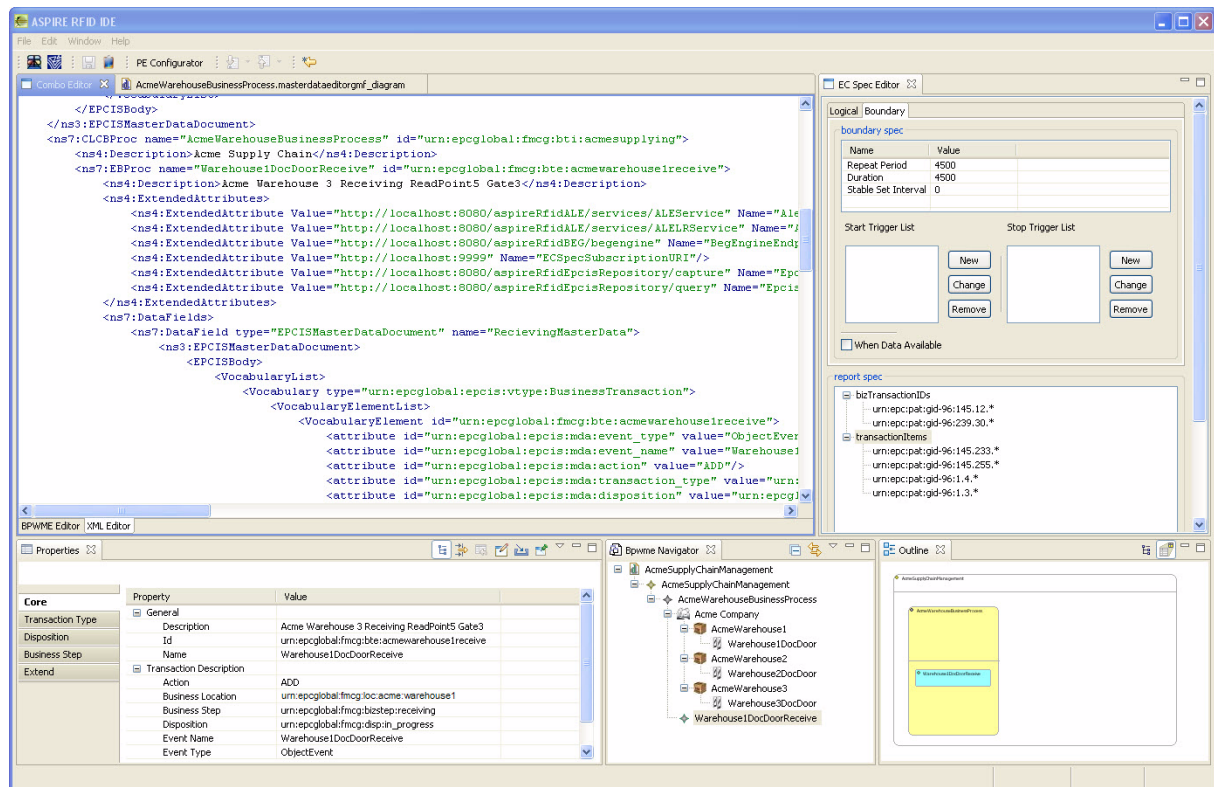 ASPIRE RFID IDE
File Edit Window Help
PE Configurator
Combo Editor
AcmeWarehouseBusinessProcess.masterdataeditorgmf_diagram
</EPCISBody>
</ns3:EPCISMasterDataDocument>
<ns7:CLCBProc name="AcmeWarehouseBusinessProcess" id="urn:epcglobal:fmcg:bti:acmesupplying">
<ns4:Description>Acme Supply Chain</ns4:Description>
<ns7:EBProc name="Warehouse1DocDoorReceive" id="urn:epcglobal:fmcg:bte:acmewarehouse1receive">
<ns4:Description>Acme Warehouse 3 Receiving ReadPoint5 Gate3</ns4:Description>
<ns4:ExtendedAttributes>
<ns4:ExtendedAttribute Value="http://localhost:8080/aspireRfidALE/services/ALEService" Name="Ale
<ns4:ExtendedAttribute Value="http://localhost:8080/aspireRfidALE/services/ALELRService" Name="A
<ns4:ExtendedAttribute Value="http://localhost:8080/aspireRfidBEG/begengine" Name="BegEngineEndp
<ns4:ExtendedAttribute Value="http://localhost:9999" Name="ECSpecSubscriptionURI"/>
<ns4:ExtendedAttribute Value="http://localhost:8080/aspireRfidEpcisRepository/capture" Name="Epc
<ns4:ExtendedAttribute Value="http://localhost:8080/aspireRfidEpcisRepository/query" Name="Epcis
</ns4:ExtendedAttributes>
<ns7:DataFields>
<ns7:DataField type="EPCISMasterDataDocument" name="RecievingMasterData">
<ns3:EPCISMasterDataDocument>
<EPCISBody>
<VocabularyList>
<Vocabulary type="urn:epcglobal:epcis:vtype:BusinessTransaction">
<VocabularyElementList>
<VocabularyElement id="urn:epcglobal:fmcg:bte:acmewarehouse1receive">
<attribute id="urn:epcglobal:epcis:mda:event_type" value="ObjectEven
<attribute id="urn:epcglobal:epcis:mda:event_name" value="Warehouse1
<attribute id="urn:epcglobal:epcis:mda:action" value="ADD"/>
<attribute id="urn:epcglobal:epcis:mda:transaction_type" value="urn:
<attribute id="urn:epcglobal:epcis:mda:disposition" value="urn:epcgl
BPWME Editor XML Editor
EC Spec Editor
Logical Boundary
boundary spec
Name Value
Repeat Period 4500
Duration 4500
Stable Set Interval 0
Start Trigger List Stop Trigger List
New New
Change Change
Remove Remove
When Data Available
report spec
bizTransactionIDs
urn:epc:pat:gid-96:145.12.*
urn:epc:pat:gid-96:239.30.*
transactionItems
urn:epc:pat:gid-96:145.233.*
urn:epc:pat:gid-96:145.255.*
urn:epc:pat:gid-96:1.4.*
urn:epc:pat:gid-96:1.3.*
Properties
Core
Transaction Type
Disposition
Business Step
Extend
Property Value
General
Description Acme Warehouse 3 Receiving ReadPoint5 Gate3
Id urn:epcglobal:fmcg:bte:acmewarehouse1receive
Name Warehouse1DocDoorReceive
Transaction Description
Action ADD
Business Location urn:epcglobal:fmcg:loc:acme:warehouse1
Business Step urn:epcglobal:fmcg:bizstep:receiving
Disposition urn:epcglobal:fmcg:disp:in_progress
Event Name Warehouse1DocDoorReceive
Event Type ObjectEvent
Bpwme Navigator
AcmeSupplyChainManagement
AcmeSupplyChainManagement
AcmeWarehouseBusinessProcess
Acme Company
AcmeWarehouse1
Warehouse1DocDoor
AcmeWarehouse2
Warehouse2DocDoor
AcmeWarehouse3
Warehouse3DocDoor
Warehouse1DocDoorReceive
Outline
AcmeSupplyChainManagement
AcmeWarehouseBusinessProcess
Warehouse1DocDoorReceive